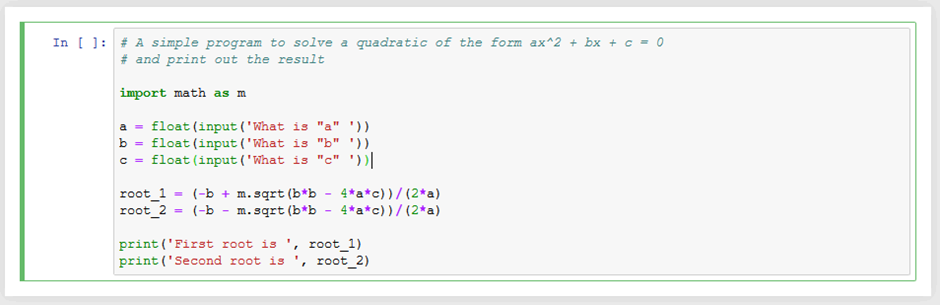 In [ ]: # A simple program to solve a quadratic of the form ax^2 + bx + c = 0
# and print out the result
import math as m
a = float(input('What is "a" '))
b = float(input('What is "b" '))
c = float(input('What is "c" '))
root_1 = (-b + m.sqrt(b*b - 4*a*c))/(2*a)
root_2 = (-b - m.sqrt(b*b - 4*a*c))/(2*a)
print('First root is ', root_1)
print('Second root is ', root_2)